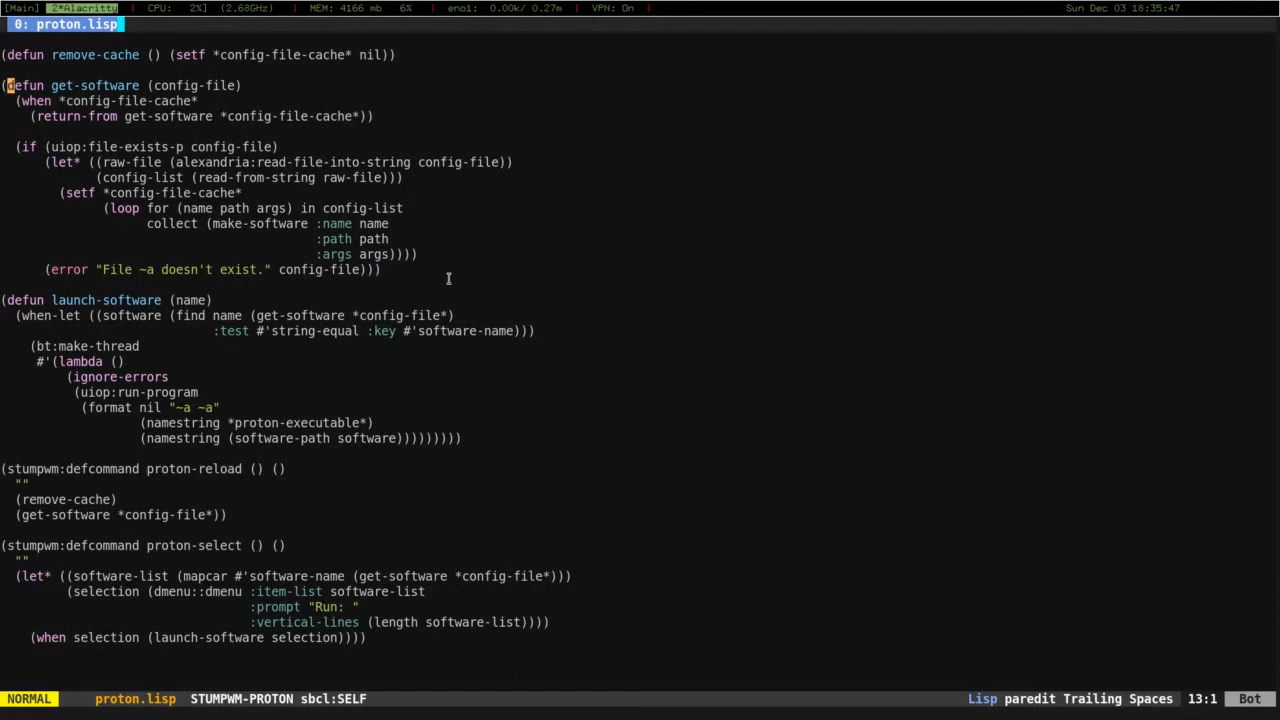 [Main] 2*Alacritty | CPU: 2%] (2.68GHz) | MEM: 4166 mb 6% | eno1: 0.00k/ 0.27m | VPN: On | Sun Dec 03 18:35:47
0: proton.lisp
(defun remove-cache () (setf *config-file-cache* nil))
(defun get-software (config-file)
  (when *config-file-cache*
    (return-from get-software *config-file-cache*))
  (if (uiop:file-exists-p config-file)
      (let* ((raw-file (alexandria:read-file-into-string config-file))
             (config-list (read-from-string raw-file)))
        (setf *config-file-cache*
              (loop for (name path args) in config-list
                    collect (make-software :name name
                                           :path path
                                           :args args))))
      (error "File ~a doesn't exist." config-file)))
(defun launch-software (name)
  (when-let ((software (find name (get-software *config-file*)
                             :test #'string-equal :key #'software-name)))
    (bt:make-thread
     #'(lambda ()
         (ignore-errors
          (uiop:run-program
           (format nil "~a ~a"
                   (namestring *proton-executable*)
                   (namestring (software-path software)))))))))
(stumpwm:defcommand proton-reload () ()
  ""
  (remove-cache)
  (get-software *config-file*))
(stumpwm:defcommand proton-select () ()
  ""
  (let* ((software-list (mapcar #'software-name (get-software *config-file*)))
         (selection (dmenu::dmenu :item-list software-list
                                  :prompt "Run: "
                                  :vertical-lines (length software-list))))
    (when selection (launch-software selection))))
NORMAL proton.lisp STUMPWM-PROTON sbcl:SELF Lisp paredit Trailing Spaces 13:1 Bot